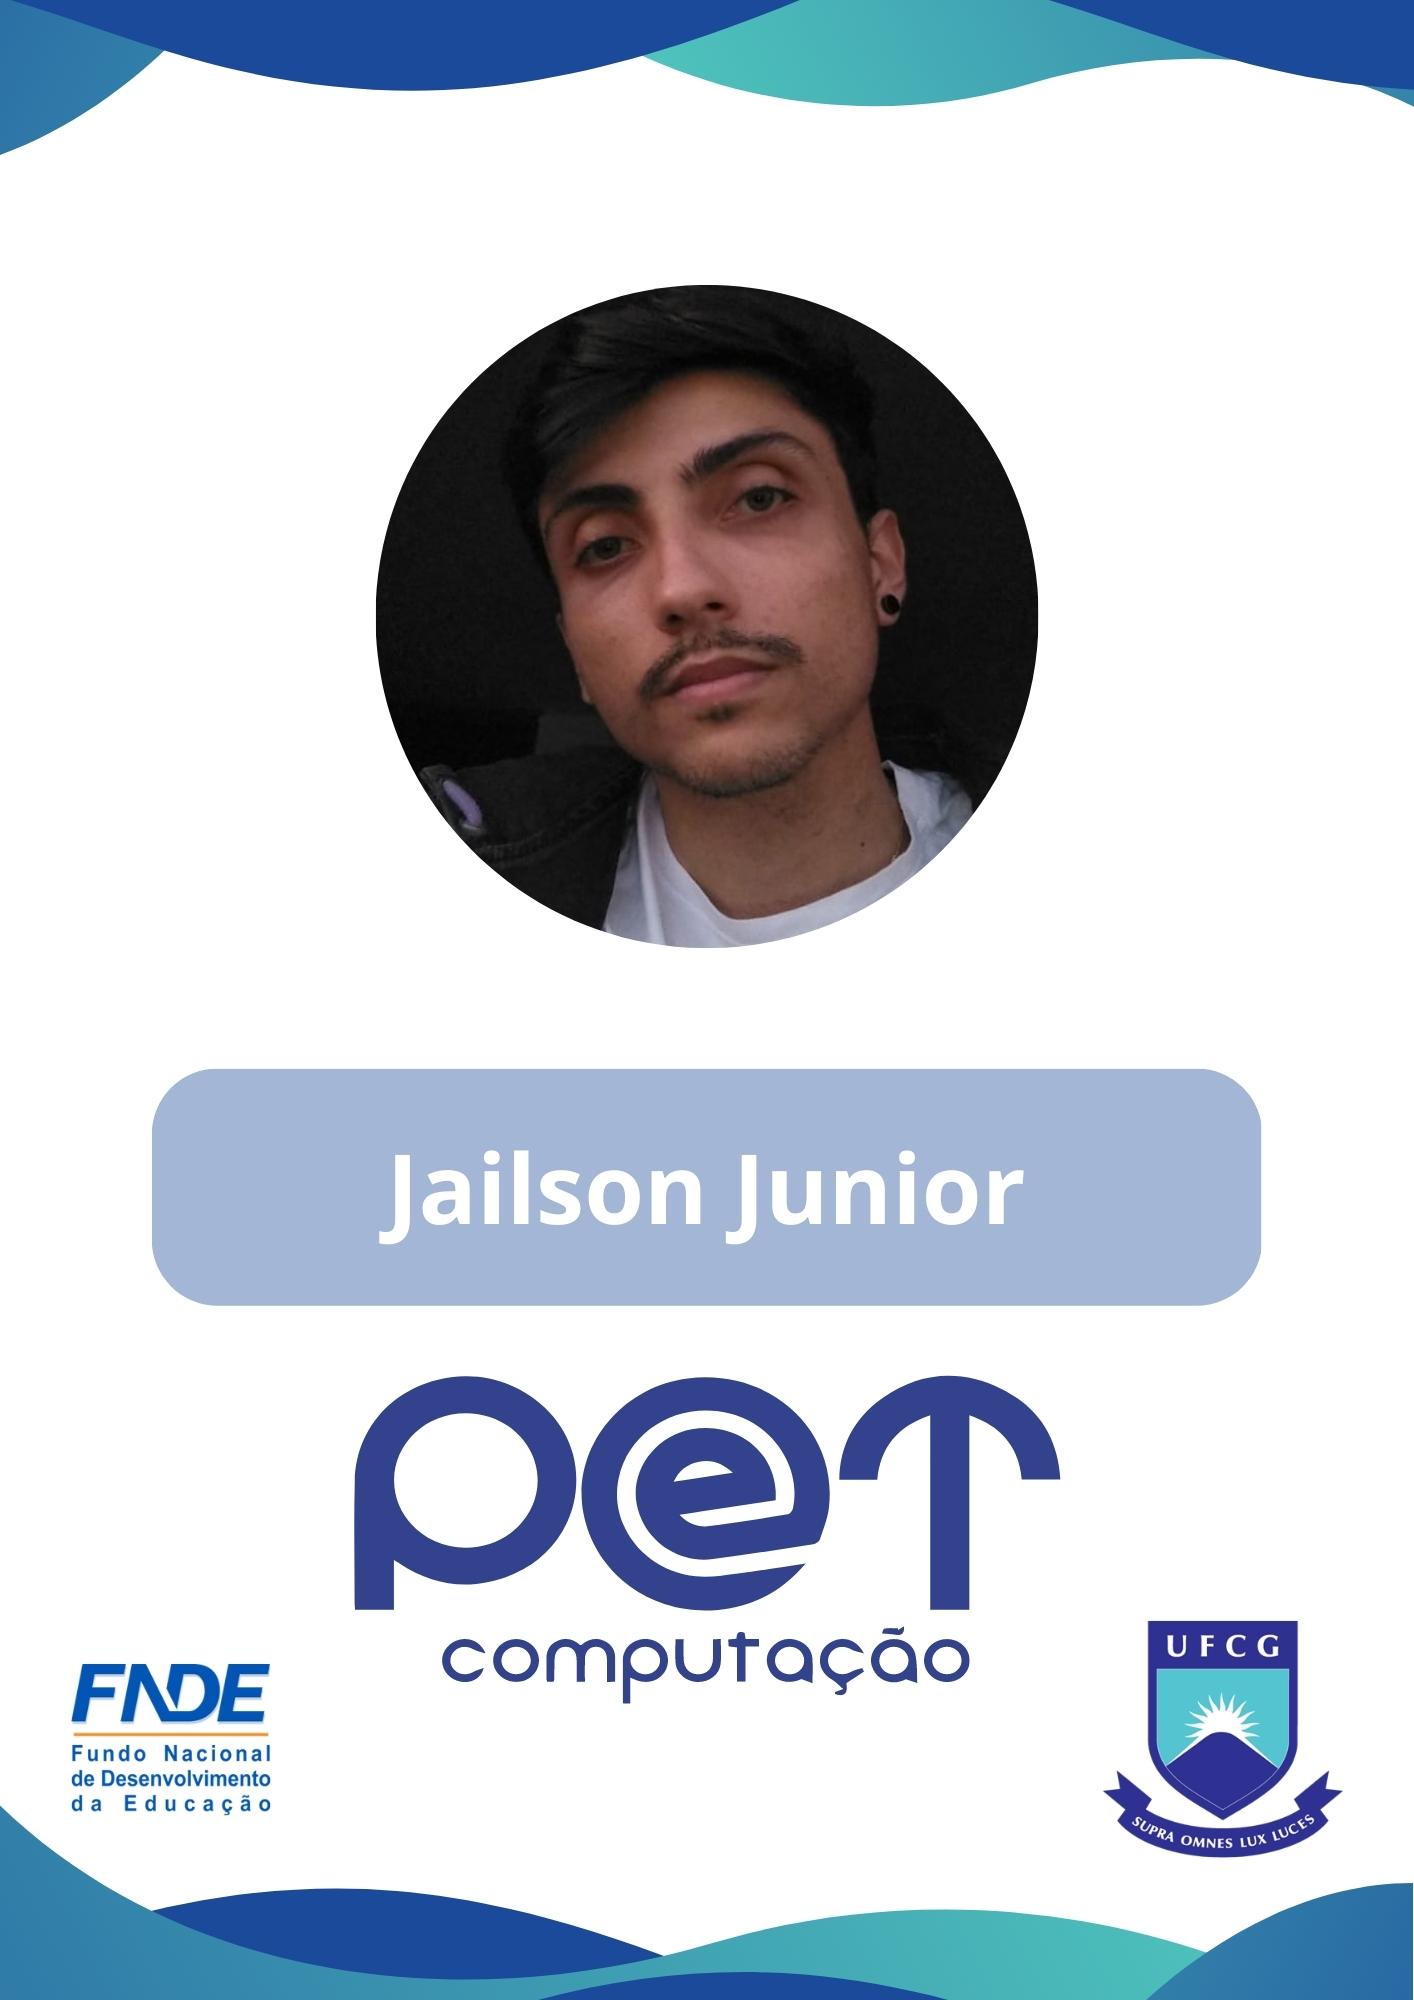 Jailson Junior
PET
computação
FNDE
Fundo Nacional
de Desenvolvimento
da Educação
UFCG
SUPRA OMNES LUX LUCES